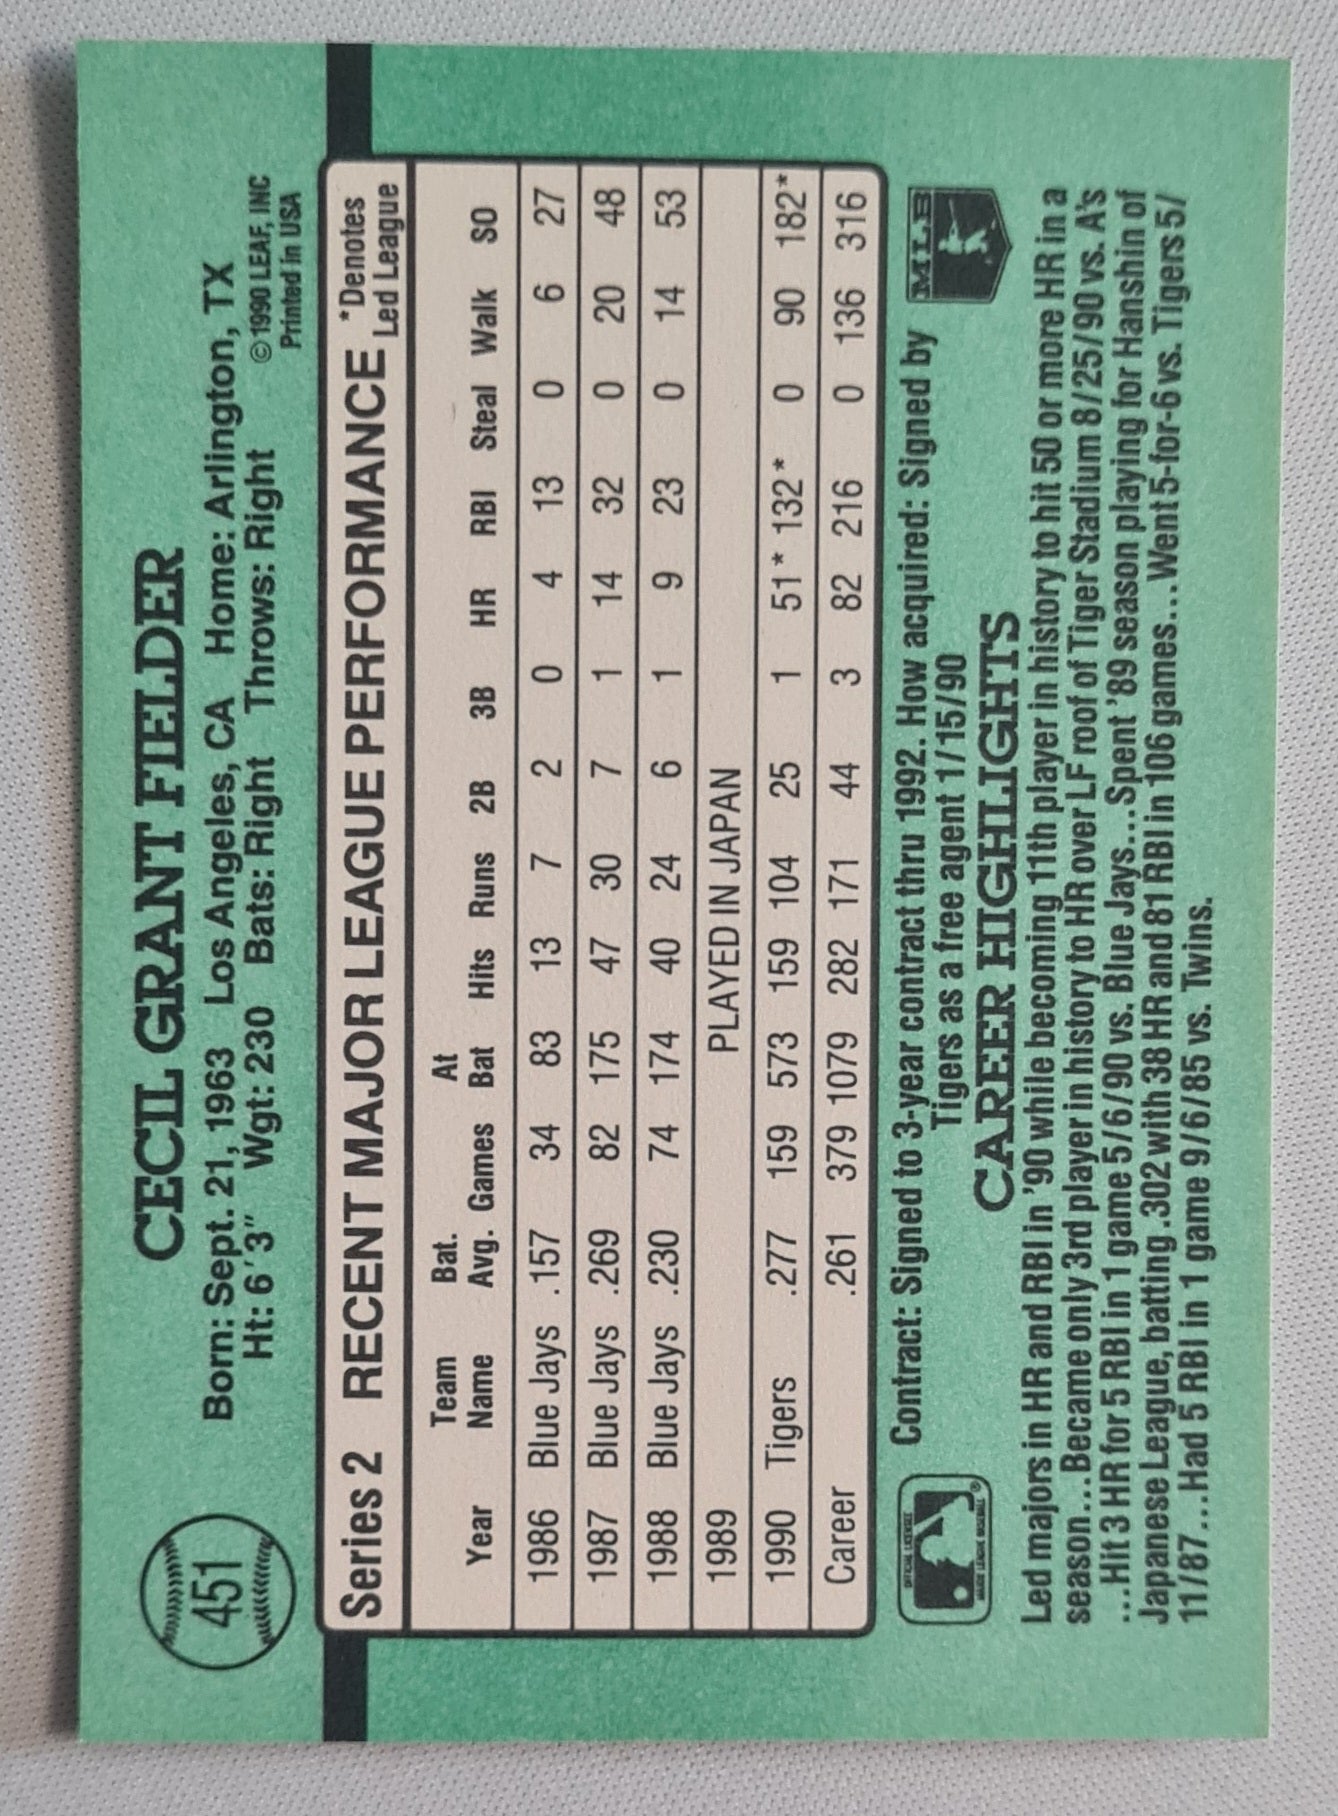 451
CECIL GRANT FIELDER
Born: Sept. 21, 1963 Los Angeles, CA Home: Arlington, TX
Ht: 6'3" Wgt: 230 Bats: Right Throws: Right
© 1990 LEAF, INC
Printed in USA
Series 2 RECENT MAJOR LEAGUE PERFORMANCE
*Denotes
Led League
Year Team Name Bat. Avg. Games At Bat Hits Runs 2B 3B HR RBI Steal Walk SO
1986 Blue Jays .157 34 83 13 7 2 0 4 13 0 6 27
1987 Blue Jays .269 82 175 47 30 7 1 14 32 0 20 48
1988 Blue Jays .230 74 174 40 24 6 1 9 23 0 14 53
1989 PLAYED IN JAPAN
1990 Tigers .277 159 573 159 104 25 1 51* 132* 0 90 182*
Career .261 379 1079 282 171 44 3 82 216 0 136 316
OFFICIAL LICENSEE
MAJOR LEAGUE BASEBALL
®
Contract: Signed to 3-year contract thru 1992. How acquired: Signed by
Tigers as a free agent 1/15/90
MLB
CAREER HIGHLIGHTS
Led majors in HR and RBI in '90 while becoming 11th player in history to hit 50 or more HR in a
season...Became only 3rd player in history to HR over LF roof of Tiger Stadium 8/25/90 vs. A's
...Hit 3 HR for 5 RBI in 1 game 5/6/90 vs. Blue Jays...Spent '89 season playing for Hanshin of
Japanese League, batting .302 with 38 HR and 81 RBI in 106 games...Went 5-for-6 vs. Tigers 5/
11/87...Had 5 RBI in 1 game 9/6/85 vs. Twins.